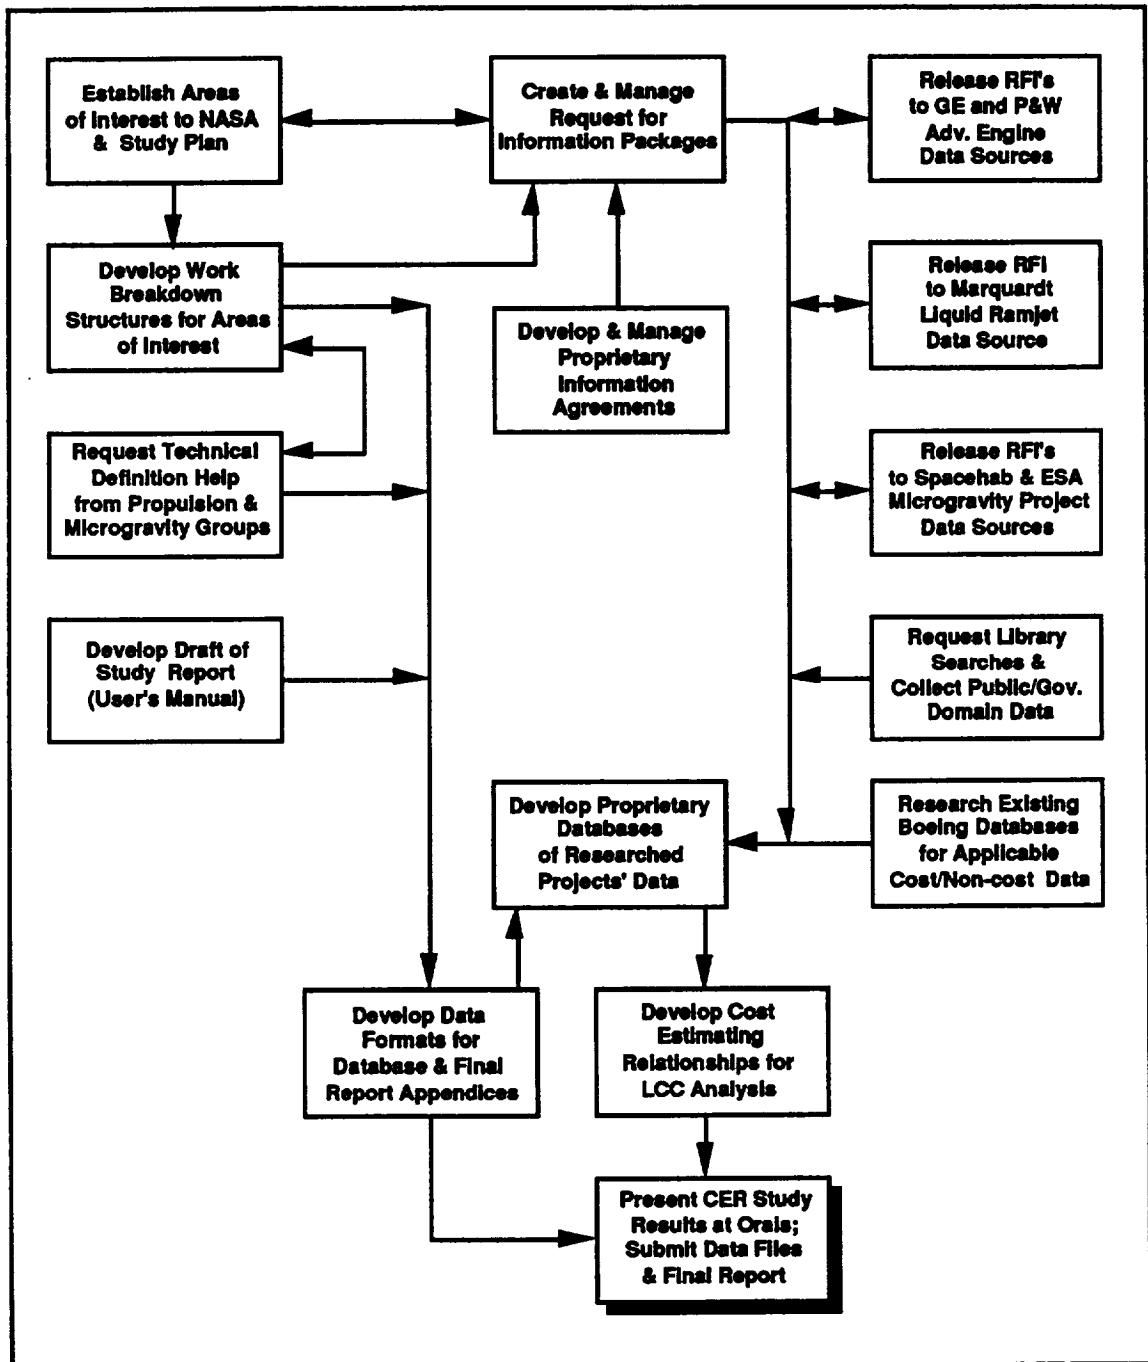 Establish Areas
of Interest to NASA
& Study Plan
Create & Manage
Request for
Information Packages
Release RFI's
to GE and P&W
Adv. Engine
Data Sources
Develop Work
Breakdown
Structures for Areas
of Interest
Develop & Manage
Proprietary
Information
Agreements
Release RFI
to Marquardt
Liquid Ramjet
Data Source
Request Technical
Definition Help
from Propulsion &
Microgravity Groups
Release RFI's
to Spacehab & ESA
Microgravity Project
Data Sources
Develop Draft of
Study Report
(User's Manual)
Request Library
Searches &
Collect Public/Gov.
Domain Data
Develop Proprietary
Databases
of Researched
Projects' Data
Research Existing
Boeing Databases
for Applicable
Cost/Non-cost Data
Develop Data
Formats for
Database & Final
Report Appendices
Develop Cost
Estimating
Relationships for
LCC Analysis
Present CER Study
Results at Orals;
Submit Data Files
& Final Report